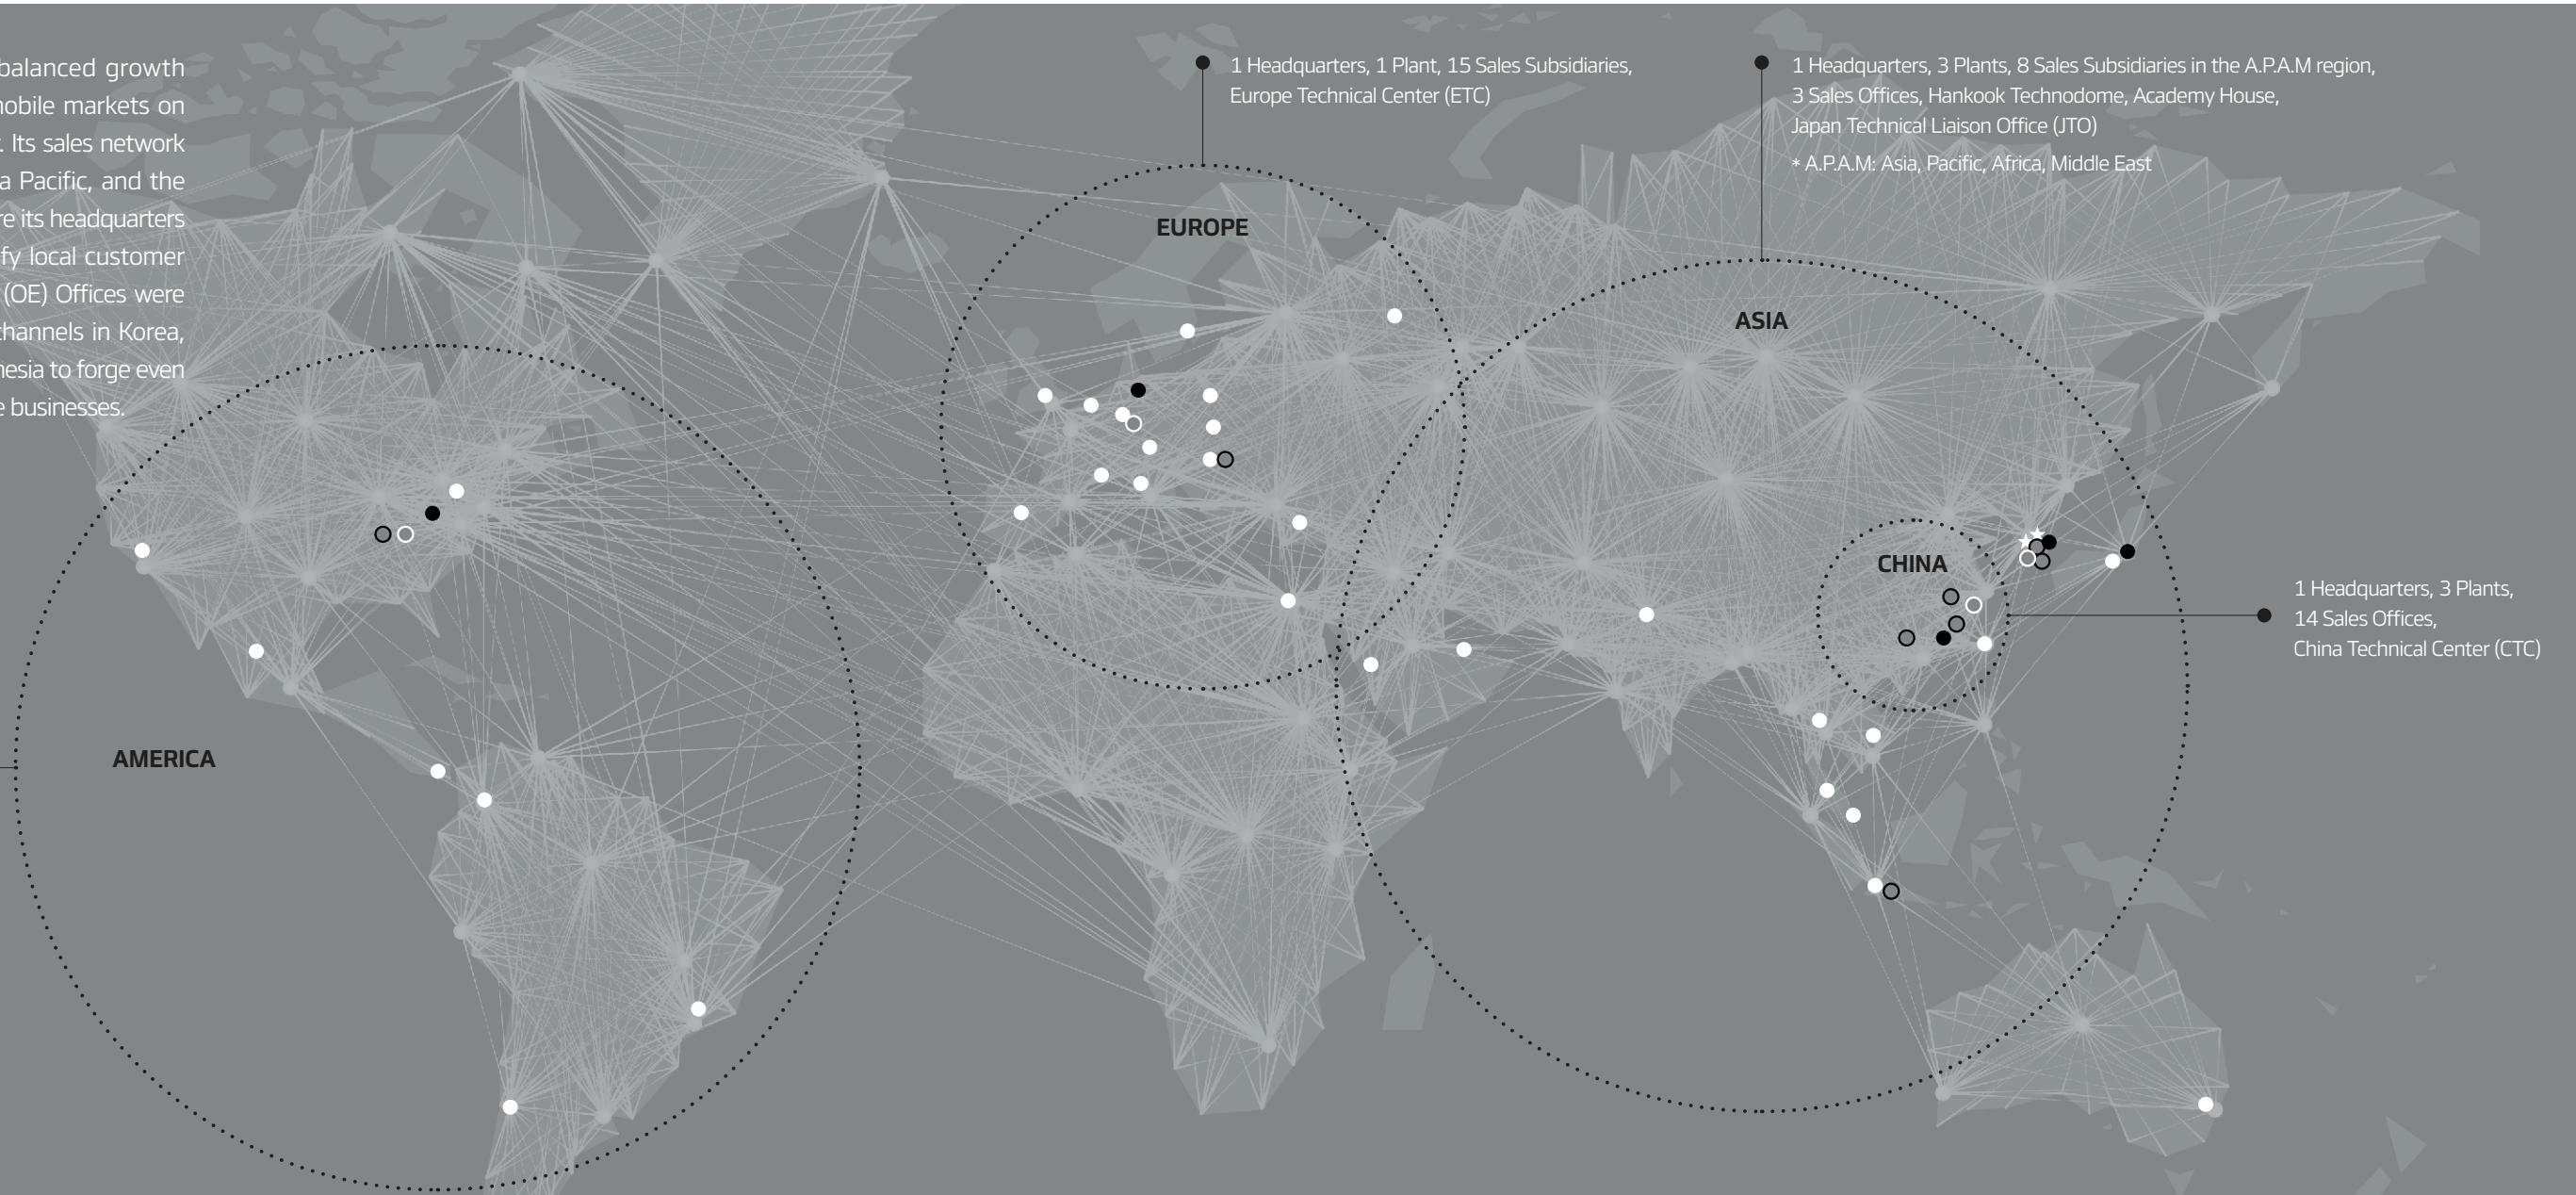 balanced growth
mobile markets on
. Its sales network
a Pacific, and the
re its headquarters
fy local customer
(OE) Offices were
channels in Korea,
nesia to forge even
e businesses.
1 Headquarters, 1 Plant, 15 Sales Subsidiaries,
Europe Technical Center (ETC)
1 Headquarters, 3 Plants, 8 Sales Subsidiaries in the A.P.A.M region,
3 Sales Offices, Hankook Technodome, Academy House,
Japan Technical Liaison Office (JTO)
* A.P.A.M: Asia, Pacific, Africa, Middle East
EUROPE
ASIA
CHINA
1 Headquarters, 3 Plants,
14 Sales Offices,
China Technical Center (CTC)
AMERICA